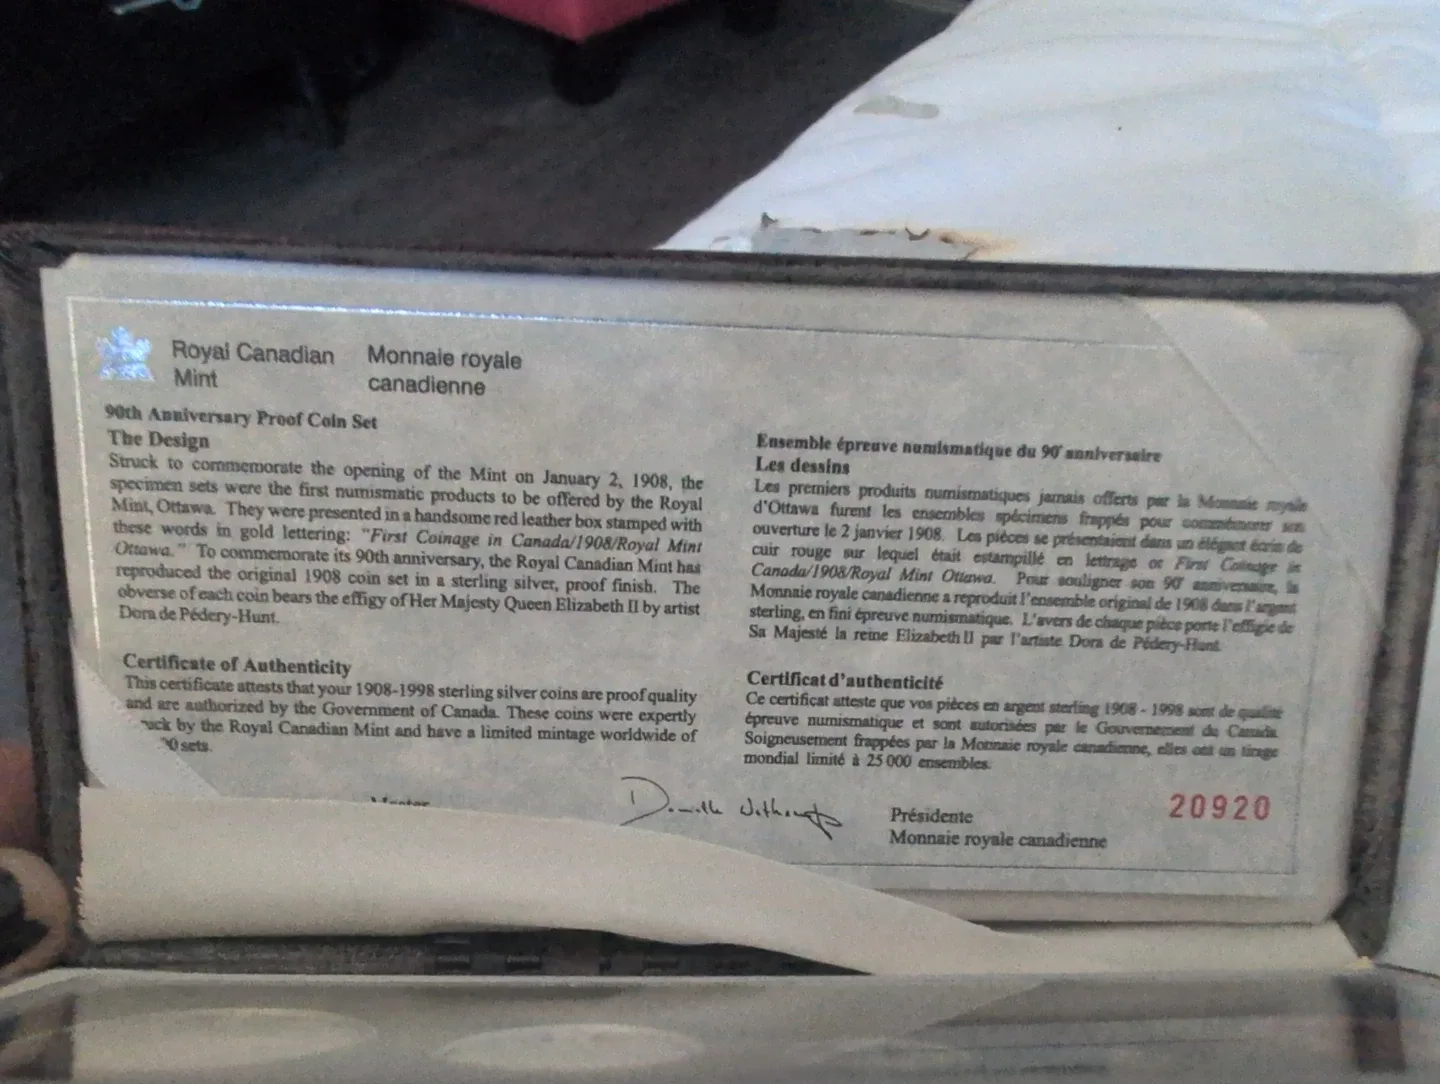 Royal Canadian
Mint
Monnaie royale
canadienne
90th Anniversary Proof Coin Set
The Design
Struck to commemorate the opening of the Mint on January 2, 1908, the
specimen sets were the first numismatic products to be offered by the Royal
Mint, Ottawa. They were presented in a handsome red leather box stamped with
these words in gold lettering: "First Coinage in Canada/1908/Royal Mint
Ottawa." To commemorate its 90th anniversary, the Royal Canadian Mint has
reproduced the original 1908 coin set in a sterling silver, proof finish. The
obverse of each coin bears the effigy of Her Majesty Queen Elizabeth II by artist
Dora de Pédery-Hunt.
Certificate of Authenticity
This certificate attests that your 1908-1998 sterling silver coins are proof quality
and are authorized by the Government of Canada. These coins were expertly
uck by the Royal Canadian Mint and have a limited mintage worldwide of
00 sets.
Master
Ensemble épreuve numismatique du 90e anniversaire
Les dessins
Les premiers produits numismatiques jamais offerts par la Monnaie royale
d'Ottawa furent les ensembles spécimens frappés pour commémorer son
ouverture le 2 janvier 1908. Les pièces se présentaient dans un élégant écrin de
cuir rouge sur lequel était estampillé en lettrage or First Coinage in
Canada/1908/Royal Mint Ottawa. Pour souligner son 90e anniversaire, la
Monnaie royale canadienne a reproduit l'ensemble original de 1908 dans l'argent
sterling, en fini épreuve numismatique. L'avers de chaque pièce porte l'effigie de
Sa Majesté la reine Elizabeth II par l'artiste Dora de Pédery-Hunt.
Certificat d'authenticité
Ce certificat atteste que vos pièces en argent sterling 1908 - 1998 sont de qualité
épreuve numismatique et sont autorisées par le Gouvernement du Canada.
Soigneusement frappées par la Monnaie royale canadienne, elles ont un tirage
mondial limité à 25 000 ensembles.
Présidente
Monnaie royale canadienne
20920